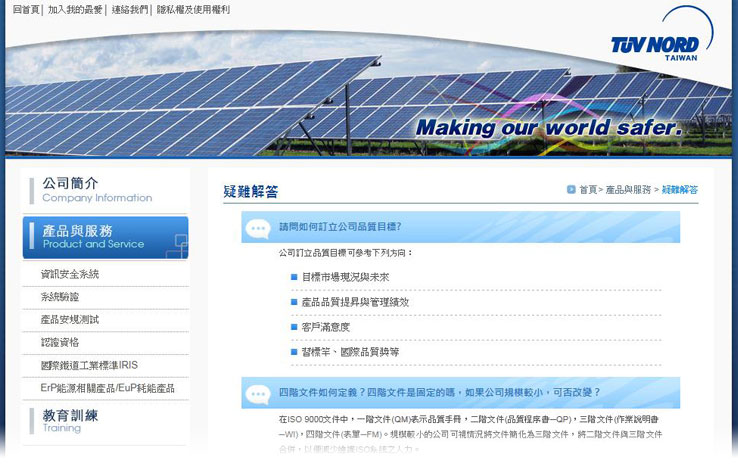 回首頁│ 加入我的最愛│ 連絡我們│ 隱私權及使用權利
TÜV NORD
TAIWAN
Making our world safer.
公司簡介
Company Information
產品與服務
Product and Service
資訊安全系統
系統驗證
產品安規測試
認證資格
國際鐵道工業標準IRIS
ErP能源相關產品/EuP耗能產品
教育訓練
Training
疑難解答
首頁> 產品與服務 > 疑難解答
請問如何訂立公司品質目標?
公司訂立品質目標可參考下列方向：
目標市場現況與未來
產品品質提昇與管理績效
客戶滿意度
習標竿、國際品質獎等
四階文件如何定義？四階文件是固定的嗎，如果公司規模較小，可否改變？
在ISO 9000文件中，一階文件(QM)表示品質手冊，二階文件(品質程序書─QP)，三階文件(作業說明書
─WI)，四階文件(表單─FM)。規模較小的公司可視情況將文件簡化為三階文件，將二階文件與三階文件
合併，以便減少維護ISO系統之人力。